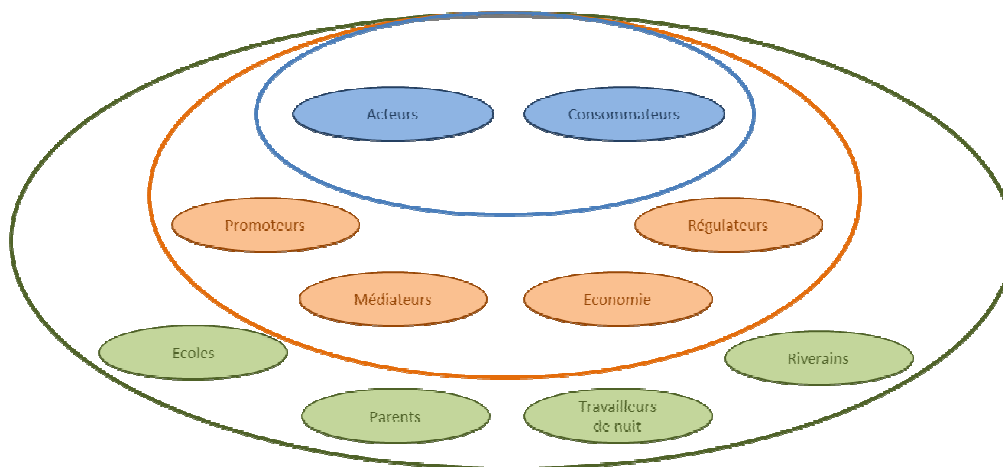 Acteurs
Consommateurs
Promoteurs
Régulateurs
Médiateurs
Economie
Ecoles
Riverains
Parents
Travailleurs
de nuit